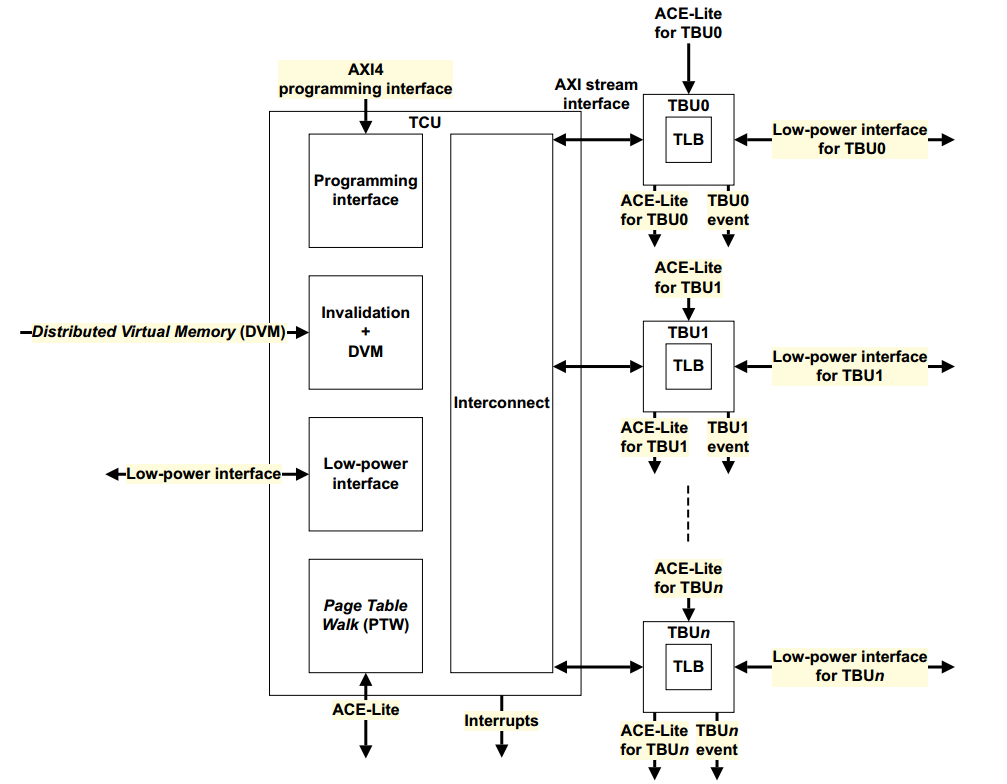 ACE-Lite
for TBU0
AXI4
programming interface
AXI stream
interface
TCU
TBU0
TLB
Low-power interface
for TBU0
Programming
interface
ACE-Lite
for TBU0
TBU0
event
ACE-Lite
for TBU1
Distributed Virtual Memory (DVM)
Invalidation
+
DVM
TBU1
TLB
Low-power interface
for TBU1
Interconnect
ACE-Lite
for TBU1
TBU1
event
Low-power interface
Low-power
interface
ACE-Lite
for TBUn
Page Table
Walk (PTW)
TBUn
TLB
Low-power interface
for TBUn
ACE-Lite
Interrupts
ACE-Lite
for TBUn
TBUn
event